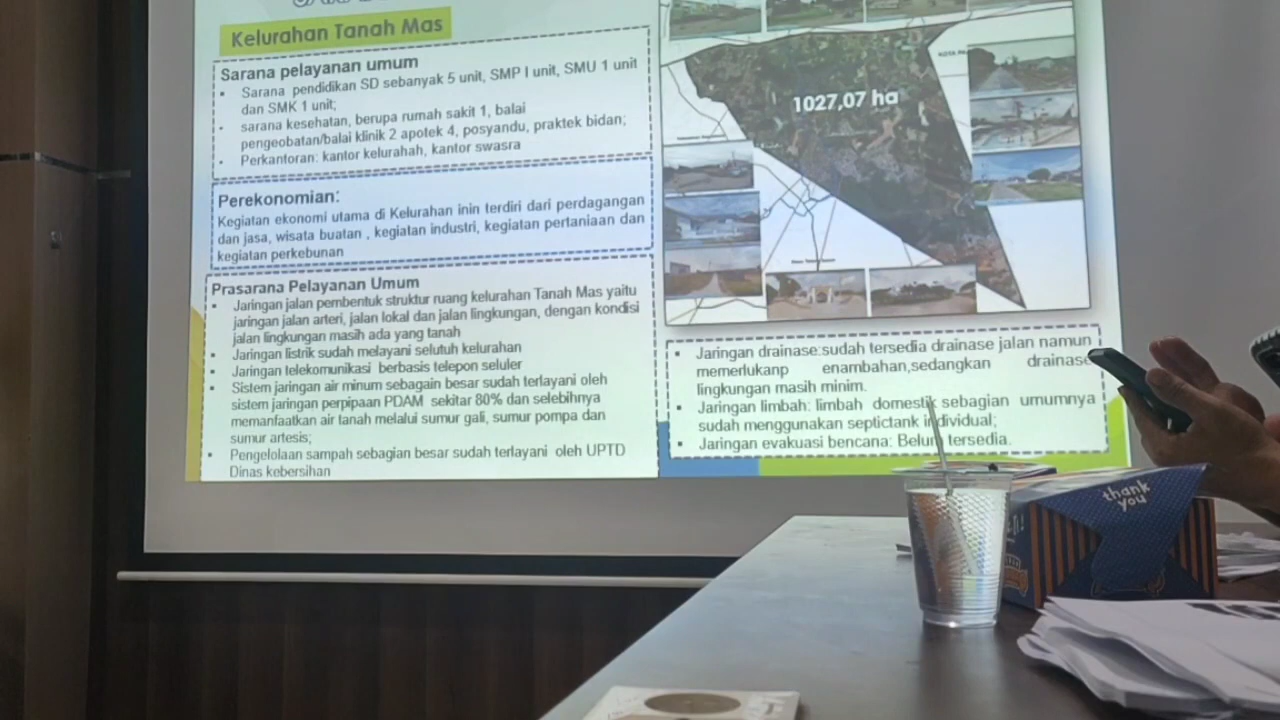 Kelurahan Tanah Mas
Sarana pelayanan umum
▪ Sarana pendidikan SD sebanyak 5 unit, SMP I unit, SMU 1 unit
dan SMK 1 unit;
▪ sarana kesehatan, berupa rumah sakit 1, balai
pengeobatan/balai klinik 2 apotek 4, posyandu, praktek bidan;
▪ Perkantoran: kantor kelurahah, kantor swasra
Perekonomian:
Kegiatan ekonomi utama di Kelurahan inin terdiri dari perdagangan
dan jasa, wisata buatan , kegiatan industri, kegiatan pertaniaan dan
kegiatan perkebunan
Prasarana Pelayanan Umum
▪ Jaringan jalan pembentuk struktur ruang kelurahan Tanah Mas yaitu
jaringan jalan arteri, jalan lokal dan jalan lingkungan, dengan kondisi
jalan lingkungan masih ada yang tanah
▪ Jaringan listrik sudah melayani selutuh kelurahan
▪ Jaringan telekomunikasi berbasis telepon seluler
▪ Sistem jaringan air minum sebagain besar sudah terlayani oleh
sistem jaringan perpipaan PDAM sekitar 80% dan selebihnya
memanfaatkan air tanah melalui sumur gali, sumur pompa dan
sumur artesis;
▪ Pengelolaan sampah sebagian besar sudah terlayani oleh UPTD
Dinas kebersihan
1027,07 ha
▪ Jaringan drainase:sudah tersedia drainase jalan namun
memerlukanp enambahan,sedangkan drainase
lingkungan masih minim.
▪ Jaringan limbah: limbah domestik sebagian umumnya
sudah menggunakan septictank individual;
▪ Jaringan evakuasi bencana: Belum tersedia.
thank
you